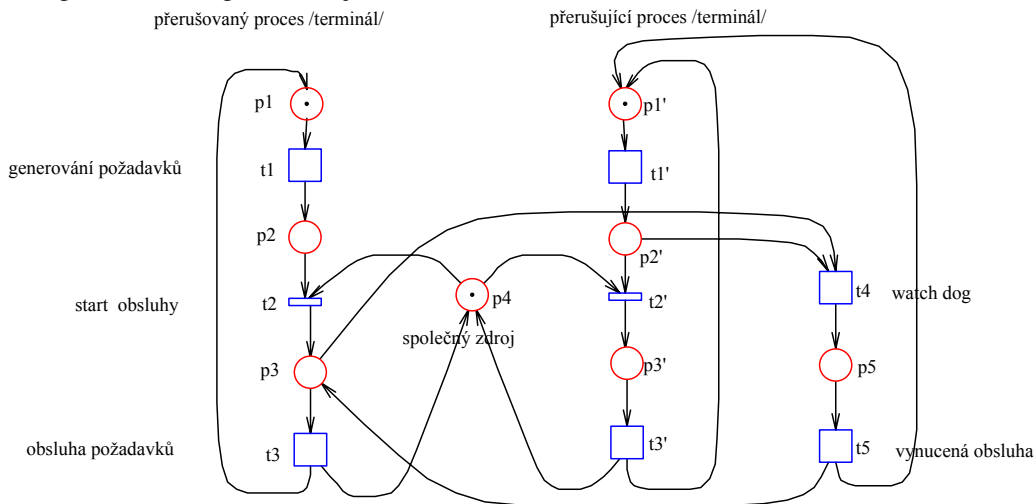 přerušovaný proces /terminál/
přerušující proces /terminál/
p1
p1'
generování požadavků
t1
t1'
p2
p2'
start obsluhy
t2
p4
t2'
t4
watch dog
společný zdroj
p3
p3'
p5
obsluha požadavků
t3
t3'
t5
vynucená obsluha